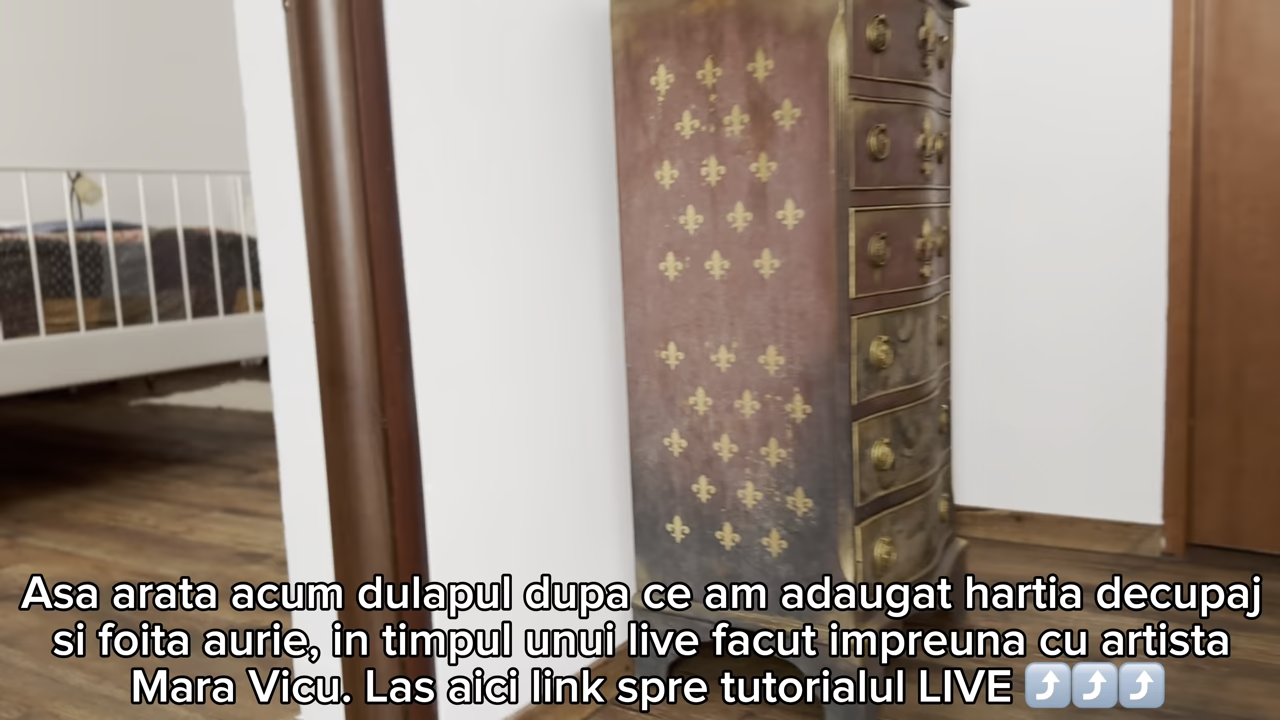 Asa arata acum dulapul dupa ce am adaugat hartia decupaj
si foita aurie, in timpul unui live facut impreuna cu artista
Mara Vicu. Las aici link spre tutorialul LIVE ⤴️⤴️⤴️